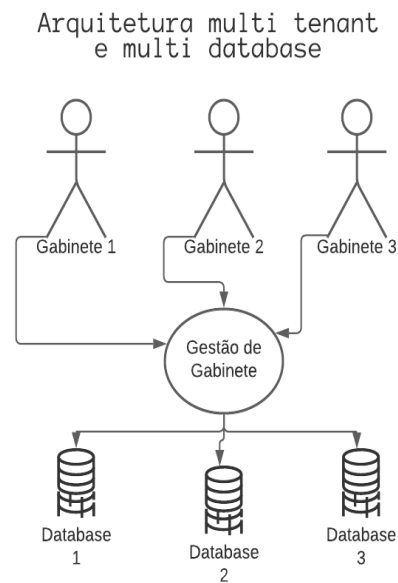 Arquitetura multi tenant
e multi database
Gabinete 1
Gabinete 2
Gabinete 3
Gestão de
Gabinete
Database
1
Database
2
Database
3